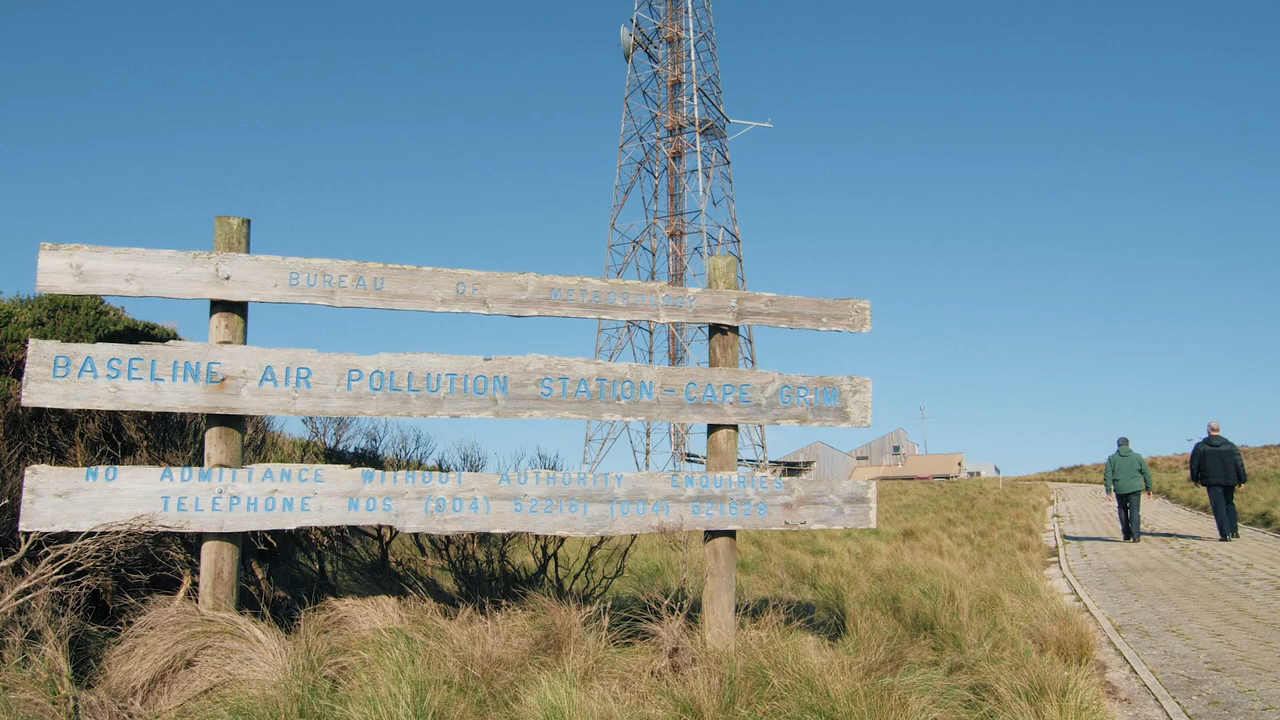 BUREAU OF METEOROLOGY
BASELINE AIR POLLUTION STATION - CAPE GRIM
NO ADMITTANCE WITHOUT AUTHORITY ENQUIRIES
TELEPHONE NOS. (004) 522181 (004) 521629